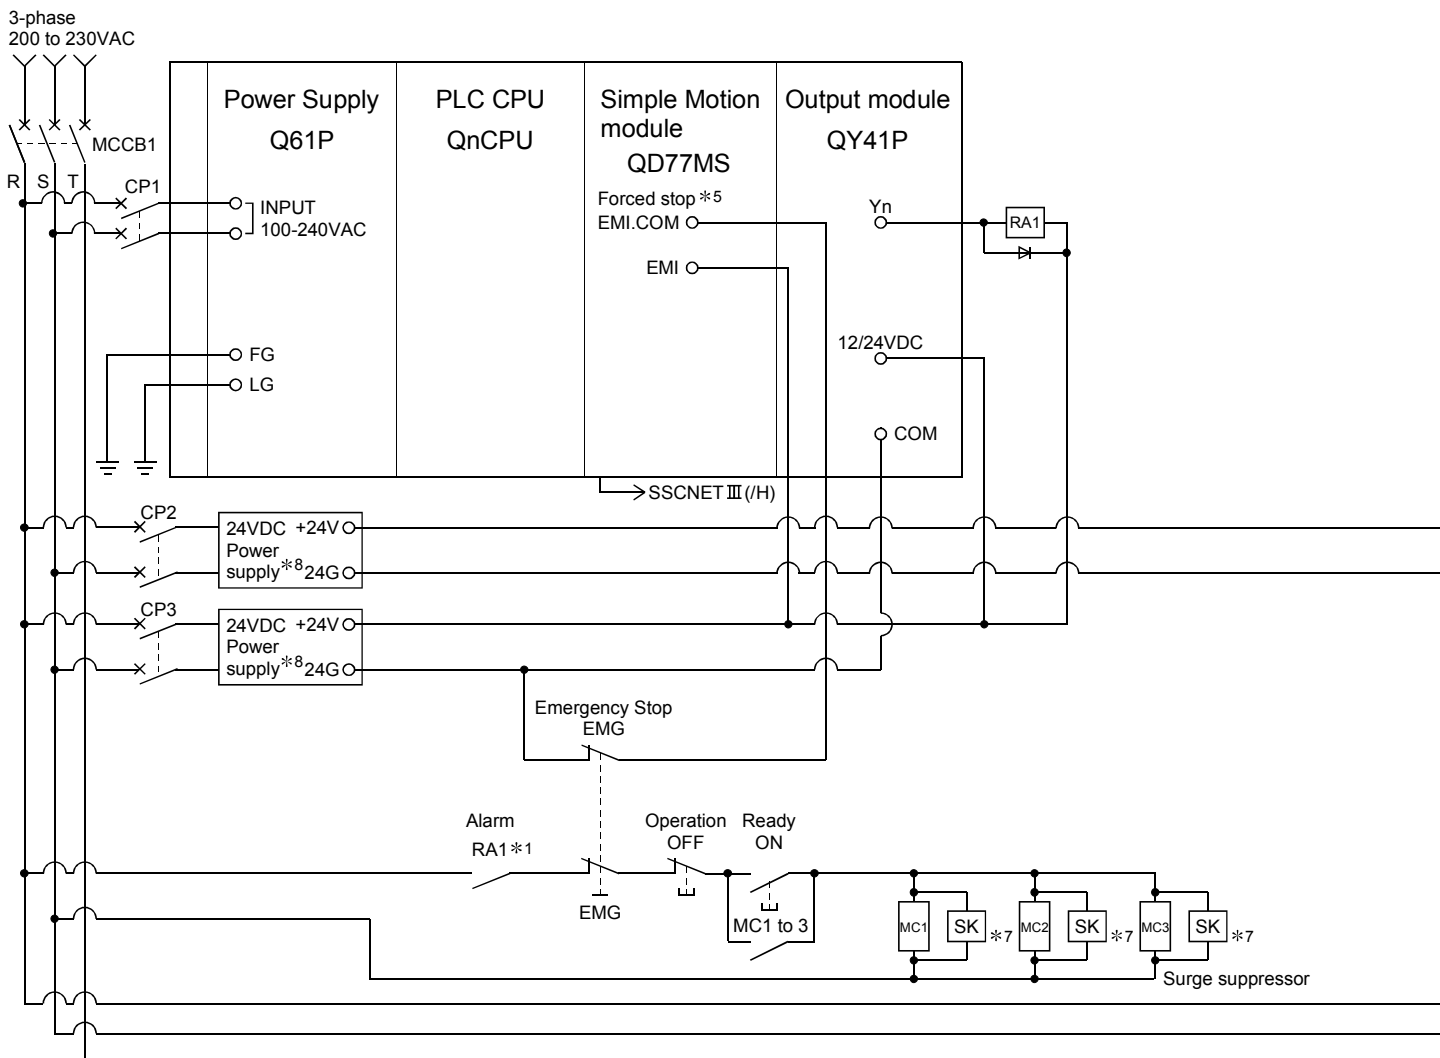 3-phase
200 to 230VAC
MCCB1
R S T
CP1
Power Supply
Q61P
INPUT
100-240VAC
FG
LG
PLC CPU
QnCPU
Simple Motion
module
QD77MS
Forced stop *5
EMI.COM
EMI
Output module
QY41P
Yn
12/24VDC
COM
RA1
SSCNET Ⅲ (/H)
CP2
24VDC +24V
Power
supply *8 24G
CP3
24VDC +24V
Power
supply *8 24G
Emergency Stop
EMG
Alarm
RA1 *1
EMG
Operation
OFF
Ready
ON
MC1 to 3
MC1 SK *7 MC2 SK *7 MC3 SK *7
Surge suppressor